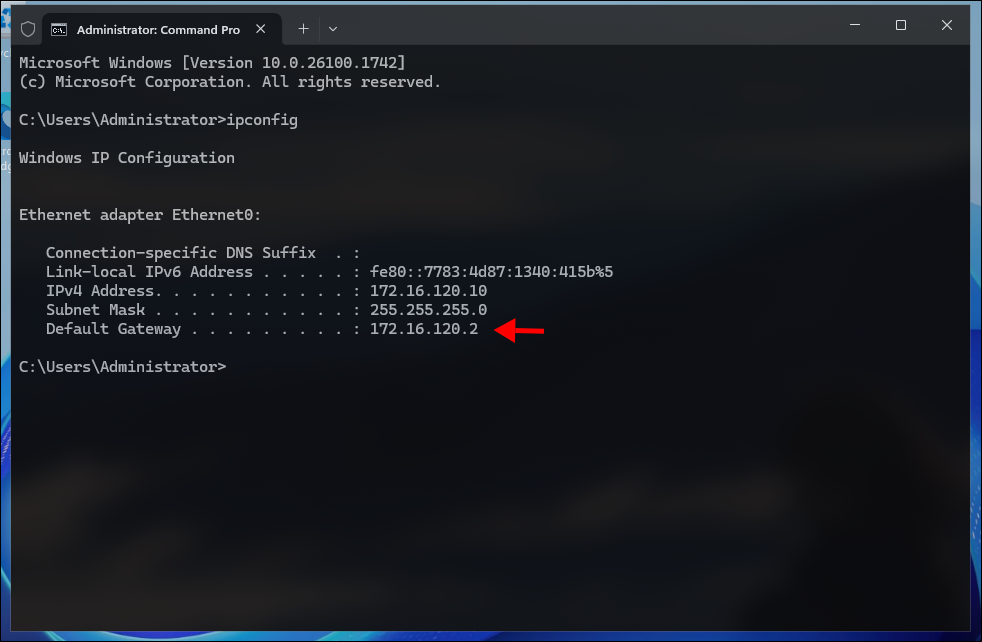 Administrator: Command Pro
Microsoft Windows [Version 10.0.26100.1742]
(c) Microsoft Corporation. All rights reserved.
C:\Users\Administrator>ipconfig
Windows IP Configuration
Ethernet adapter Ethernet0:
Connection-specific DNS Suffix  . :
Link-local IPv6 Address . . . . . : fe80::7783:4d87:1340:415b%5
IPv4 Address. . . . . . . . . . . : 172.16.120.10
Subnet Mask . . . . . . . . . . . : 255.255.255.0
Default Gateway . . . . . . . . . : 172.16.120.2
C:\Users\Administrator>